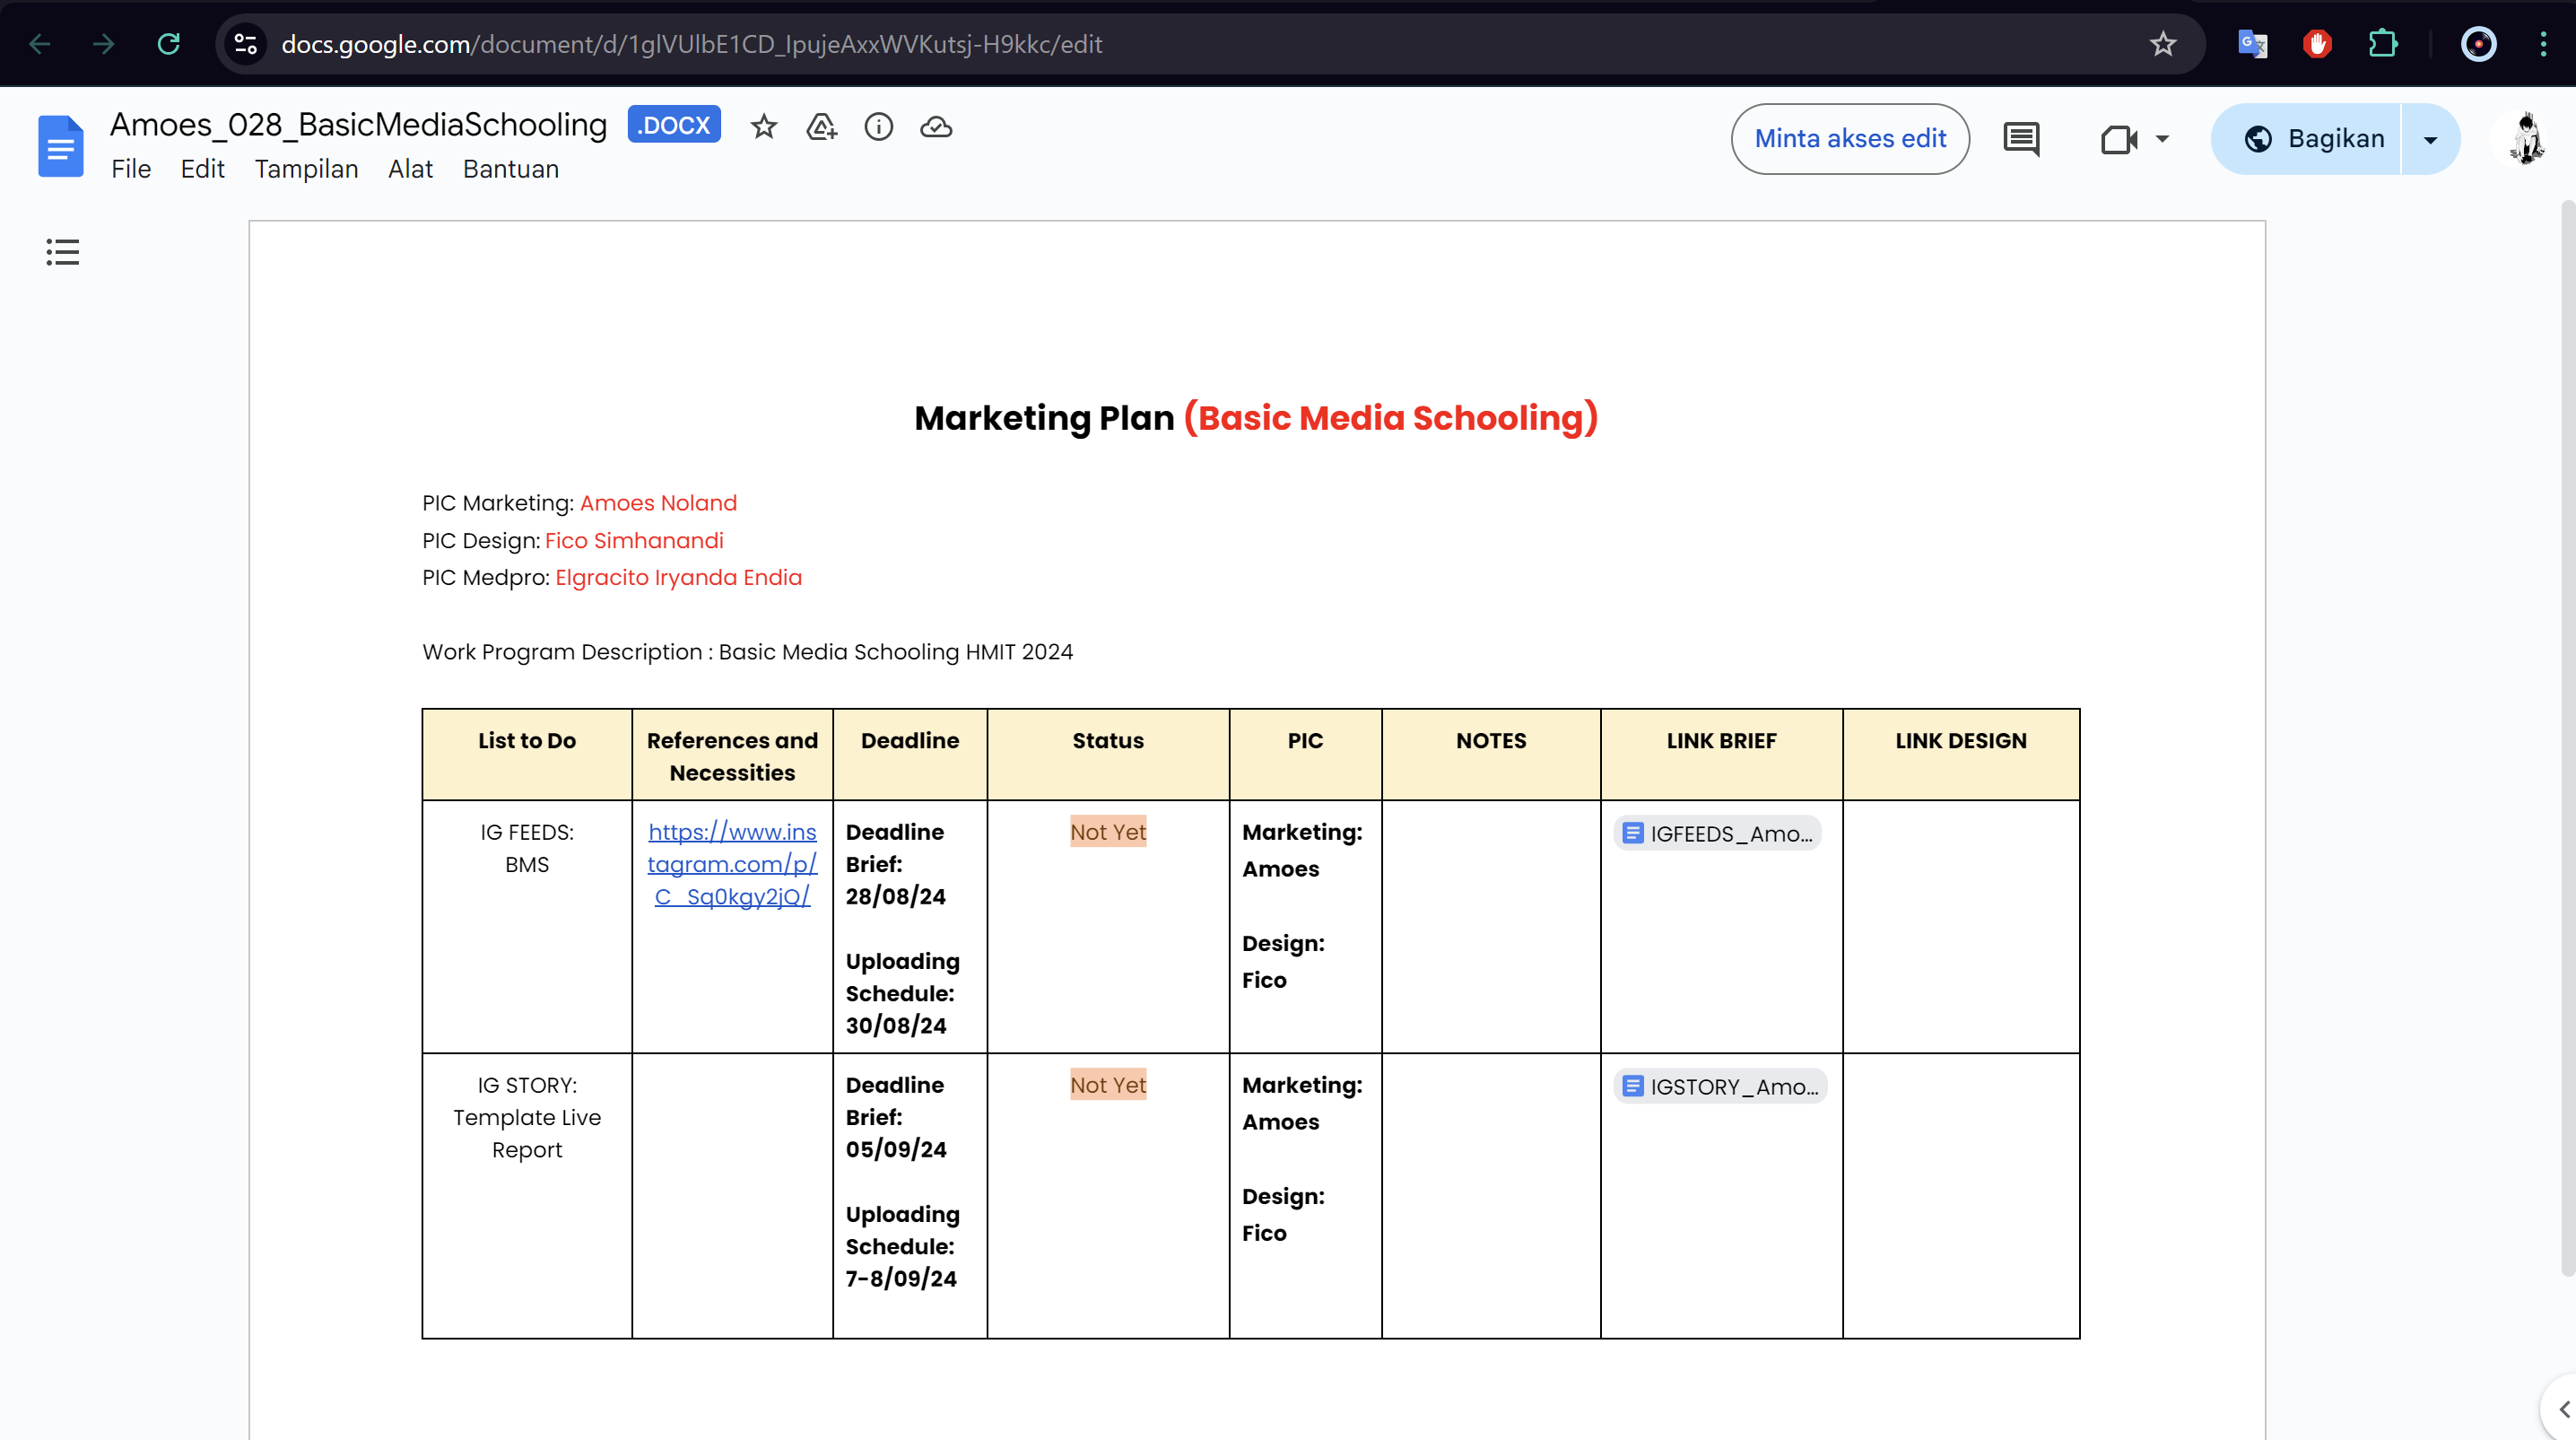 docs.google.com/document/d/1glVUlbE1CD_IpujeAxxWVKutsj-H9kkc/edit
Amoes_028_BasicMediaSchooling .DOCX
Minta akses edit
Bagikan
File Edit Tampilan Alat Bantuan
Marketing Plan (Basic Media Schooling)
PIC Marketing: Amoes Noland
PIC Design: Fico Simhanandi
PIC Medpro: Elgracito Iryanda Endia
Work Program Description : Basic Media Schooling HMIT 2024
List to Do
References and
Necessities
Deadline
Status
PIC
NOTES
LINK BRIEF
LINK DESIGN
IG FEEDS:
BMS
https://www.ins
tagram.com/p/
C_Sq0kgy2jQ/
Deadline
Brief:
28/08/24
Uploading
Schedule:
30/08/24
Not Yet
Marketing:
Amoes
Design:
Fico
IGFEEDS_Amo...
IG STORY:
Template Live
Report
Deadline
Brief:
05/09/24
Uploading
Schedule:
7-8/09/24
Not Yet
Marketing:
Amoes
Design:
Fico
IGSTORY_Amo...